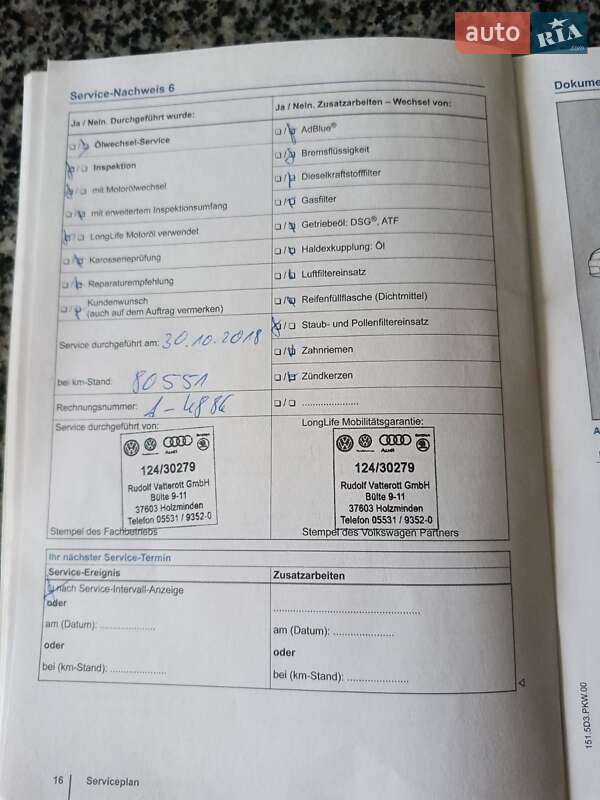 auto RIA
.com
Service-Nachweis 6
Ja / Nein. Durchgeführt wurde:
☐/☒ Ölwechsel-Service
☒/☐ Inspektion
☒/☐ mit Motorölwechsel
☐/☒ mit erweitertem Inspektionsumfang
☒/☐ LongLife Motoröl verwendet
☐/☒ Karosserieprüfung
☐/☒ Reparaturempfehlung
☐/☒ Kundenwunsch
(auch auf dem Auftrag vermerken)
Service durchgeführt am: 30.10.2018
bei km-Stand: 80551
Rechnungsnummer:
Ja / Nein. Zusatzarbeiten – Wechsel von:
☐/☒ AdBlue®
☐/☒ Bremsflüssigkeit
☐/☒ Dieselkraftstofffilter
☐/☒ Gasfilter
☐/☒ Getriebeöl: DSG®, ATF
☐/☒ Haldexkupplung: Öl
☐/☒ Luftfiltereinsatz
☐/☒ Reifenfüllflasche (Dichtmittel)
☒/☐ Staub- und Pollenfiltereinsatz
☐/☒ Zahnriemen
☐/☒ Zündkerzen
☐/☐ .....................
Service durchgeführt von:
Audi
124/30279
Rudolf Vatterott GmbH
Bülte 9-11
37603 Holzminden
Telefon 05531 / 9352-0
Stempel des Fachbetriebs
LongLife Mobilitätsgarantie:
Audi
124/30279
Rudolf Vatterott GmbH
Bülte 9-11
37603 Holzminden
Telefon 05531 / 9352-0
Stempel des Volkswagen Partners
Ihr nächster Service-Termin
Service-Ereignis
☒ nach Service-Intervall-Anzeige
oder
am (Datum): ....................
oder
bei (km-Stand): ....................
Zusatzarbeiten
.....................................................
am (Datum): ......................
oder
bei (km-Stand): ......................
16 Serviceplan
Dokume
151.5D3.PKW.00